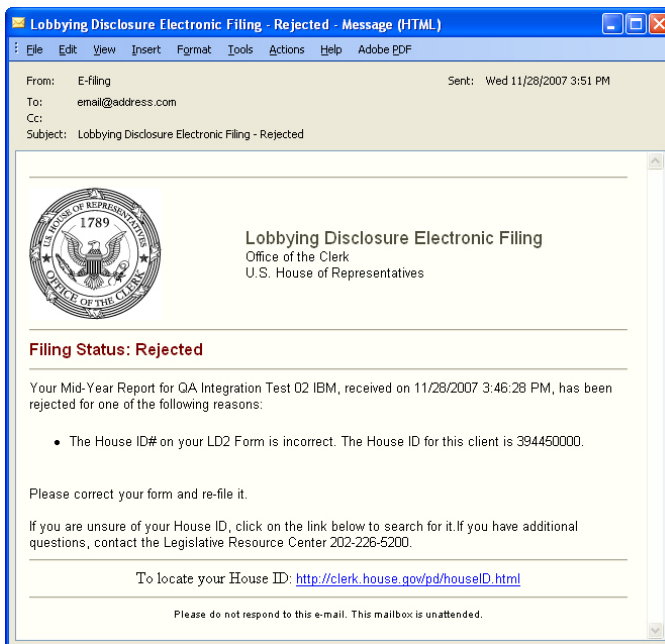 Lobbying Disclosure Electronic Filing - Rejected - Message (HTML)
File Edit View Insert Format Tools Actions Help Adobe PDF
From: E-filing Sent: Wed 11/28/2007 3:51 PM
To: email@address.com
Cc:
Subject: Lobbying Disclosure Electronic Filing - Rejected
U.S. HOUSE OF REPRESENTATIVES
1789
OFFICE OF THE CLERK
Lobbying Disclosure Electronic Filing
Office of the Clerk
U.S. House of Representatives
Filing Status: Rejected
Your Mid-Year Report for QA Integration Test 02 IBM, received on 11/28/2007 3:46:28 PM, has been
rejected for one of the following reasons:
• The House ID# on your LD2 Form is incorrect. The House ID for this client is 394450000.
Please correct your form and re-file it.
If you are unsure of your House ID, click on the link below to search for it.If you have additional
questions, contact the Legislative Resource Center 202-226-5200.
To locate your House ID: http://clerk.house.gov/pd/houseID.html
Please do not respond to this e-mail. This mailbox is unattended.